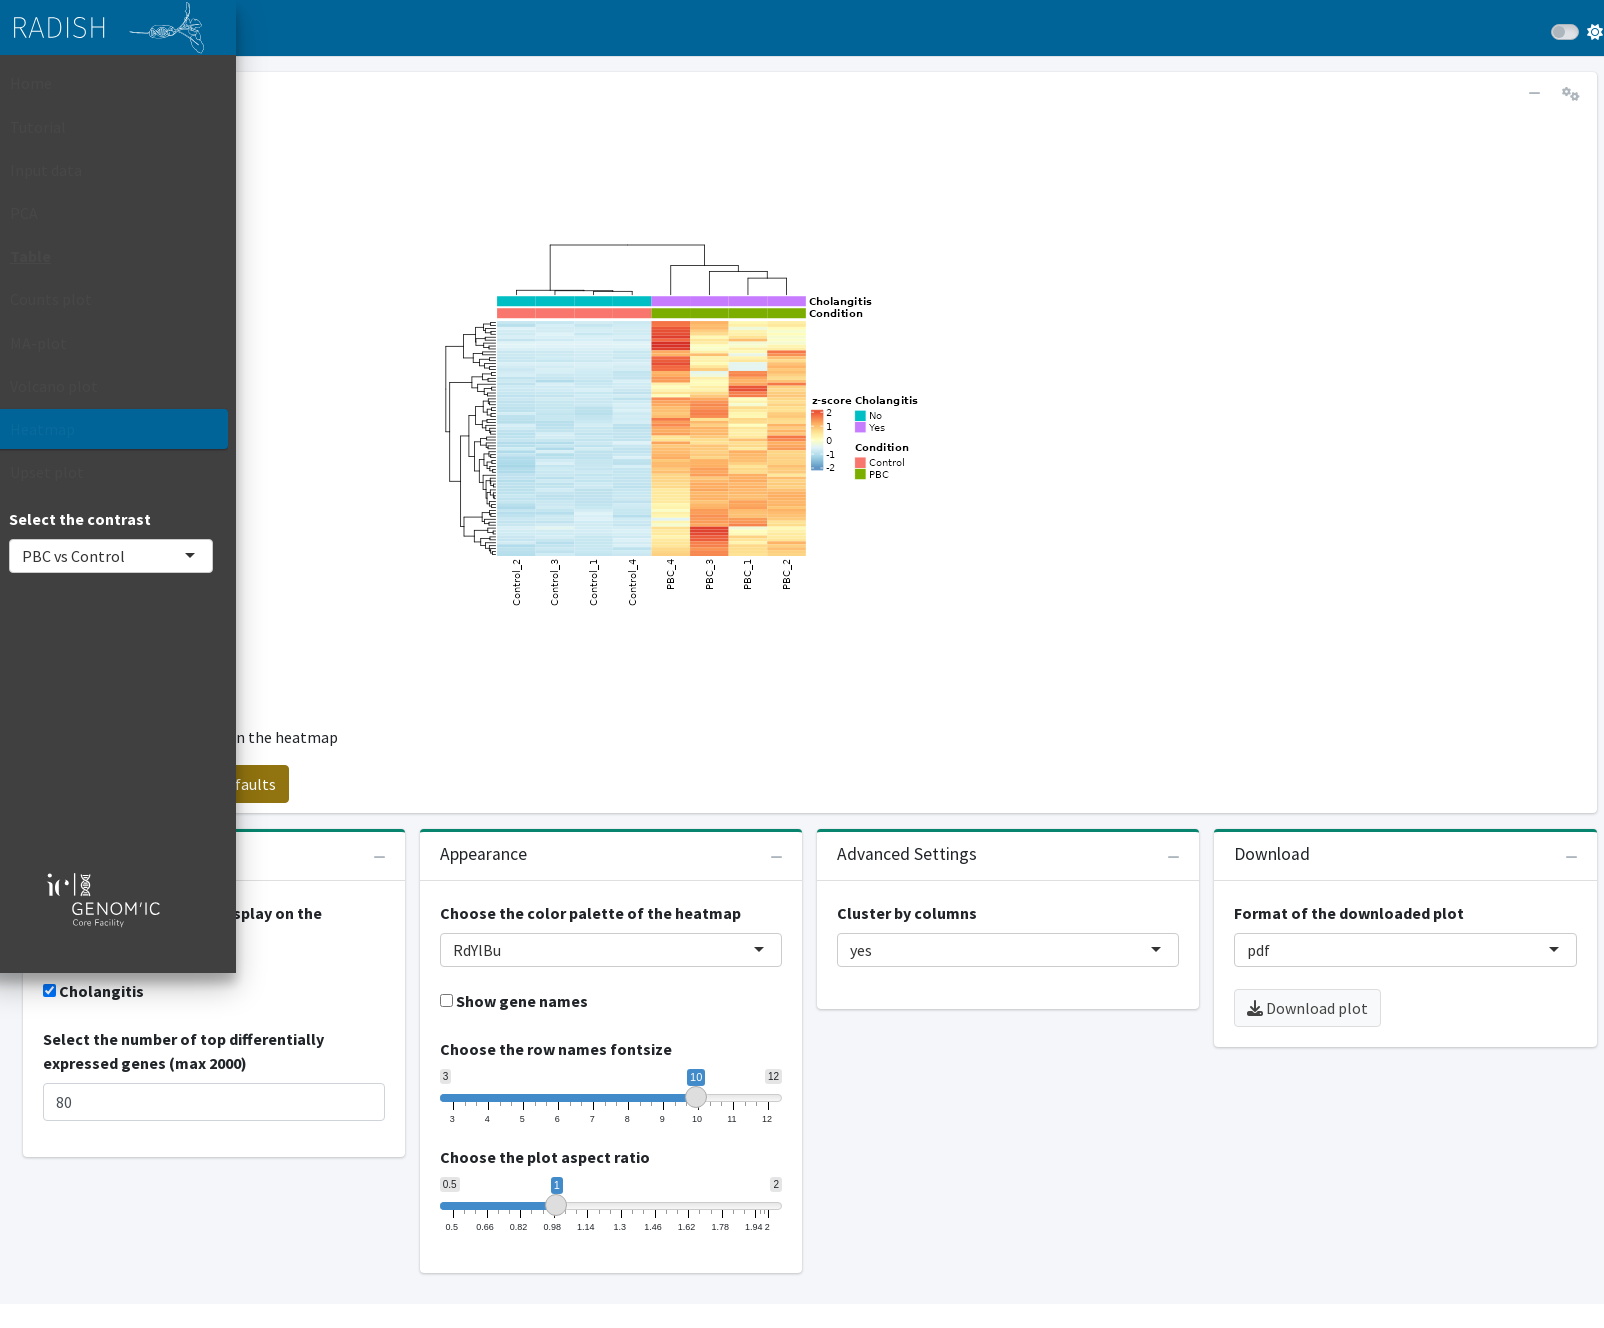 RADISH
Home
Tutorial
Input data
PCA
Table
Counts plot
MA-plot
Volcano plot
Heatmap
Upset plot
Select the contrast
PBC vs Control
icl
GENOM'IC
Core Facility
Cholangitis
Condition
z-score
2
1
0
-1
-2
Cholangitis
No
Yes
Condition
Control
PBC
Control_2
Control_3
Control_1
Control_4
PBC_4
PBC_3
PBC_1
PBC_2
n the heatmap
faults
splay on the
Cholangitis
Select the number of top differentially
expressed genes (max 2000)
80
Appearance
Choose the color palette of the heatmap
RdYlBu
Show gene names
Choose the row names fontsize
3 10 12
3 4 5 6 7 8 9 10 11 12
Choose the plot aspect ratio
0.5 1 2
0.5 0.66 0.82 0.98 1.14 1.3 1.46 1.62 1.78 1.94 2
Advanced Settings
Cluster by columns
yes
Download
Format of the downloaded plot
pdf
Download plot